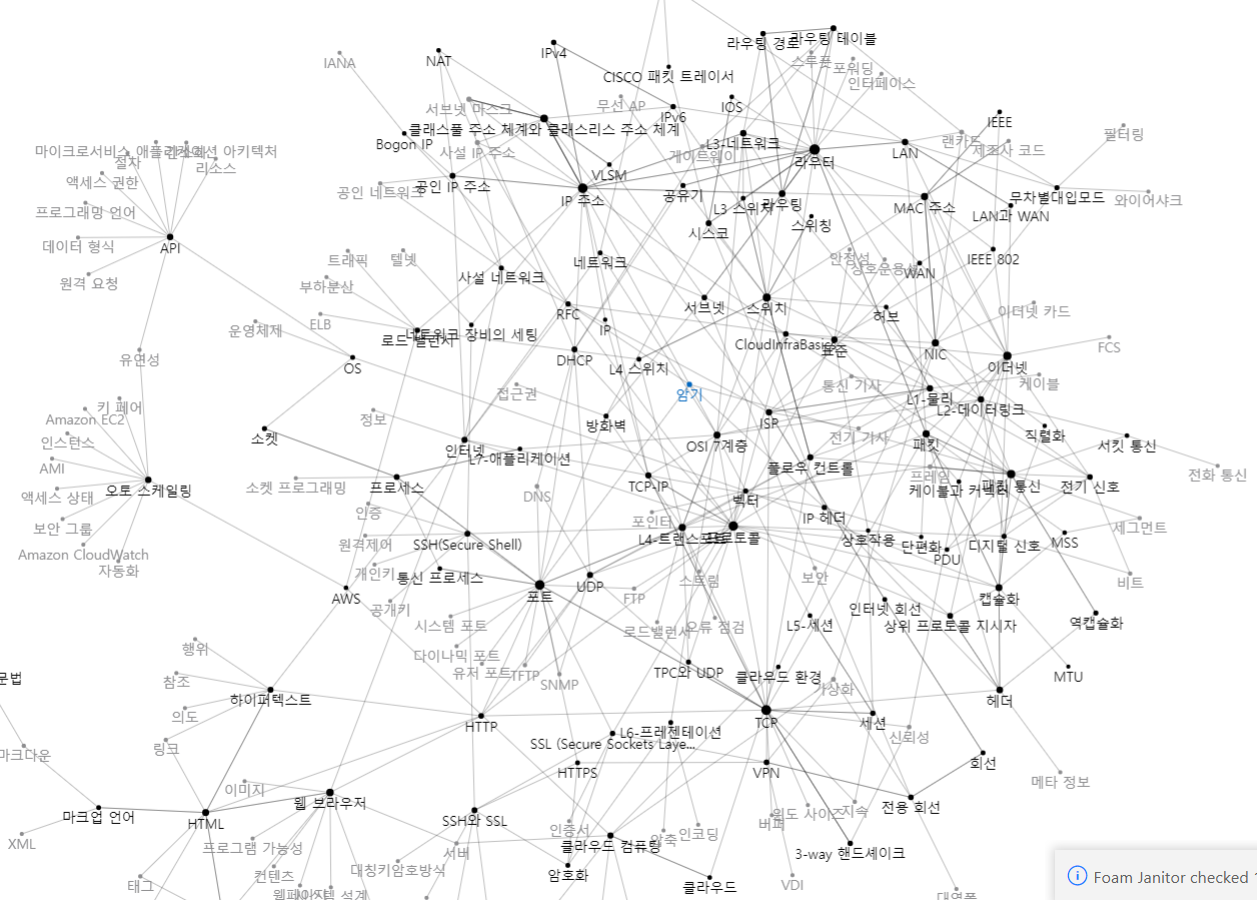 라우팅 경로
라우팅 테이블
IPv4
NAT
IANA
스누프
포워딩
인터페이스
CISCO 패킷 트레이서
서브넷 마스크
무선 AP
IPv6
IOS
IEEE
클래스풀 주소 체계와 클래스리스 주소 체계
Bogon IP
사설 IP 주소
L3-네트워크
게이트웨이
라우터
LAN
랜카드
제조사 코드
필터링
마이크로서비스 애플리케이션 아키텍처
절차
리소스
액세스 권한
VLSM
공인 네트워크
공인 IP 주소
IP 주소
공유기
L3 스위치
라우팅
MAC 주소
무차별대입모드
와이어샤크
LAN과 WAN
프로그래밍 언어
시스코
스위칭
데이터 형식
API
원격 요청
트래픽
텔넷
사설 네트워크
네트워크
안정성
상호운용성
WAN
IEEE 802
부하분산
서브넷
스위치
허브
이더넷 카드
RFC
IP
운영체제
ELB
네트워크 장비의 세팅
로드 밸런서
CloudInfraBasic
표준
NIC
FCS
유연성
OS
DHCP
L4 스위치
이더넷
접근권
암기
통신 기사
케이블
L1-물리
L2-데이터링크
키 페어
Amazon EC2
정보
방화벽
ISP
인스턴스
소켓
인터넷
L7-애플리케이션
OSI 7계층
전기 기사
패킷
직렬화
서킷 통신
AMI
플로우 컨트롤
프레임
전화 통신
액세스 상태
오토 스케일링
소켓 프로그래밍
프로세스
TCP-IP
케이블과 커넥터
패킷 통신
전기 신호
DNS
벡터
보안 그룹
인증
포인터
IP 헤더
세그먼트
Amazon CloudWatch
원격제어
SSH(Secure Shell)
L4-트랜스포트
프로토콜
상호작용
단편화
디지털 신호
MSS
PDU
자동화
개인키
통신 프로세스
UDP
스트림
보안
비트
AWS
공개키
포트
FTP
인터넷 회선
캡슐화
시스템 포트
로드밸런서
오류 점검
L5-세션
상위 프로토콜 지시자
역캡슐화
행위
다이나믹 포트
유저 포트
TFTP
SNMP
TPC와 UDP
클라우드 환경
가상화
MTU
문법
참조
하이퍼텍스트
헤더
의도
HTTP
TCP
세션
신뢰성
L6-프레젠테이션
링크
SSL (Secure Sockets Laye...
마크다운
HTTPS
VPN
회선
메타 정보
이미지
웹 브라우저
전용 회선
마크업 언어
HTML
SSH와 SSL
인증서
버퍼
윈도 사이즈
지속
XML
프로그램 가능성
서버
클라우드 컴퓨팅
압축
인코딩
3-way 핸드셰이크
태그
컨텐츠
대칭키암호방식
암호화
클라우드
VDI
웹페이지
시스템 설계
Foam Janitor checked